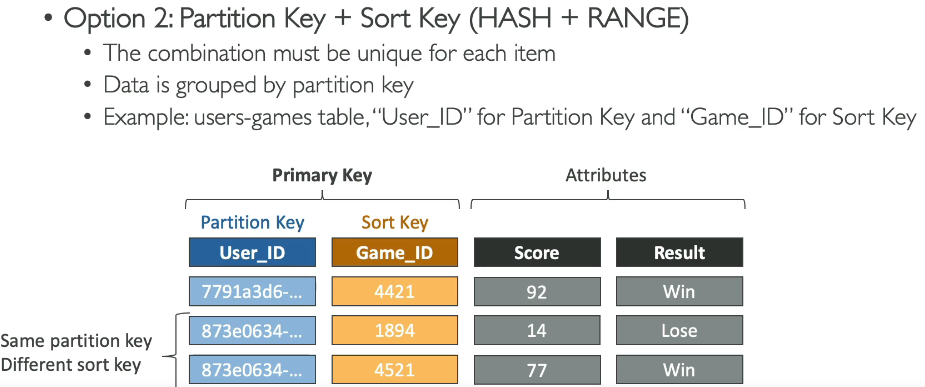 • Option 2: Partition Key + Sort Key (HASH + RANGE)
• The combination must be unique for each item
• Data is grouped by partition key
• Example: users-games table, “User_ID” for Partition Key and “Game_ID” for Sort Key
Primary Key Attributes
Partition Key Sort Key
User_ID Game_ID Score Result
7791a3d6-... 4421 92 Win
873e0634-... 1894 14 Lose
Same partition key
Different sort key
873e0634-... 4521 77 Win